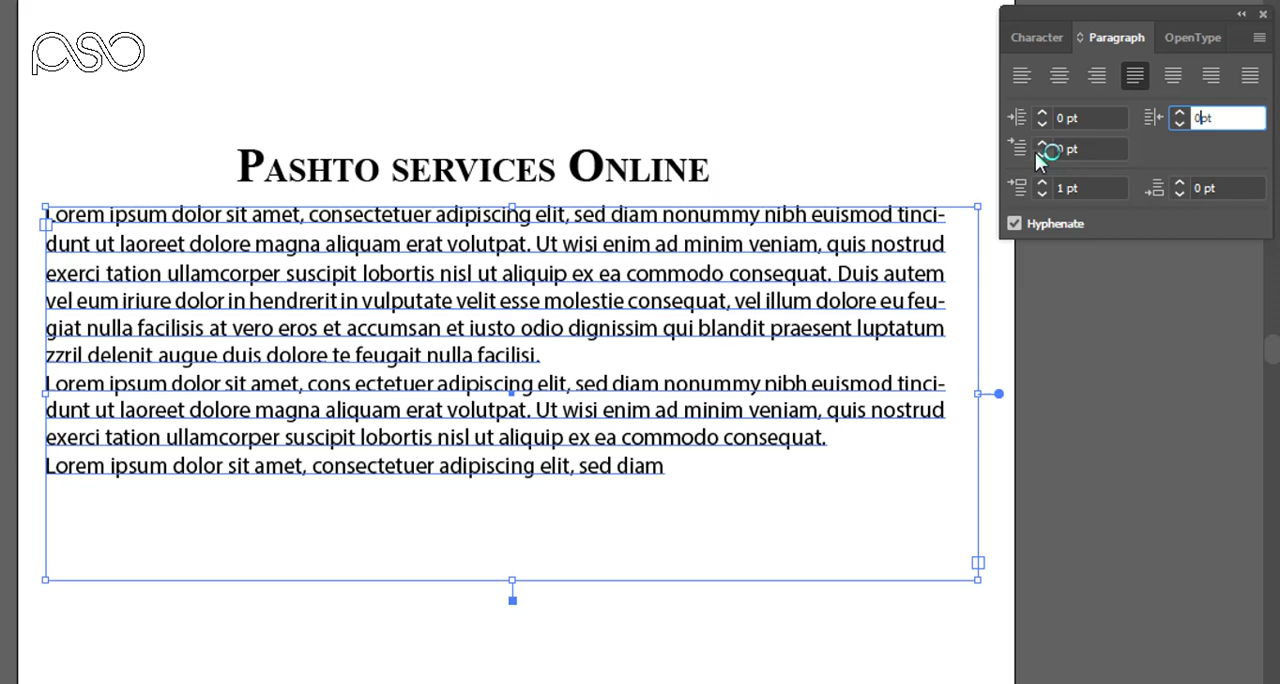 pso
Character Paragraph OpenType
0 pt 0pt
0 pt
1 pt 0 pt
Hyphenate
Pashto services Online
Lorem ipsum dolor sit amet, consectetuer adipiscing elit, sed diam nonummy nibh euismod tinci-
dunt ut laoreet dolore magna aliquam erat volutpat. Ut wisi enim ad minim veniam, quis nostrud
exerci tation ullamcorper suscipit lobortis nisl ut aliquip ex ea commodo consequat. Duis autem
vel eum iriure dolor in hendrerit in vulputate velit esse molestie consequat, vel illum dolore eu feu-
giat nulla facilisis at vero eros et accumsan et iusto odio dignissim qui blandit praesent luptatum
zzril delenit augue duis dolore te feugait nulla facilisi.
Lorem ipsum dolor sit amet, cons ectetuer adipiscing elit, sed diam nonummy nibh euismod tinci-
dunt ut laoreet dolore magna aliquam erat volutpat. Ut wisi enim ad minim veniam, quis nostrud
exerci tation ullamcorper suscipit lobortis nisl ut aliquip ex ea commodo consequat.
Lorem ipsum dolor sit amet, consectetuer adipiscing elit, sed diam